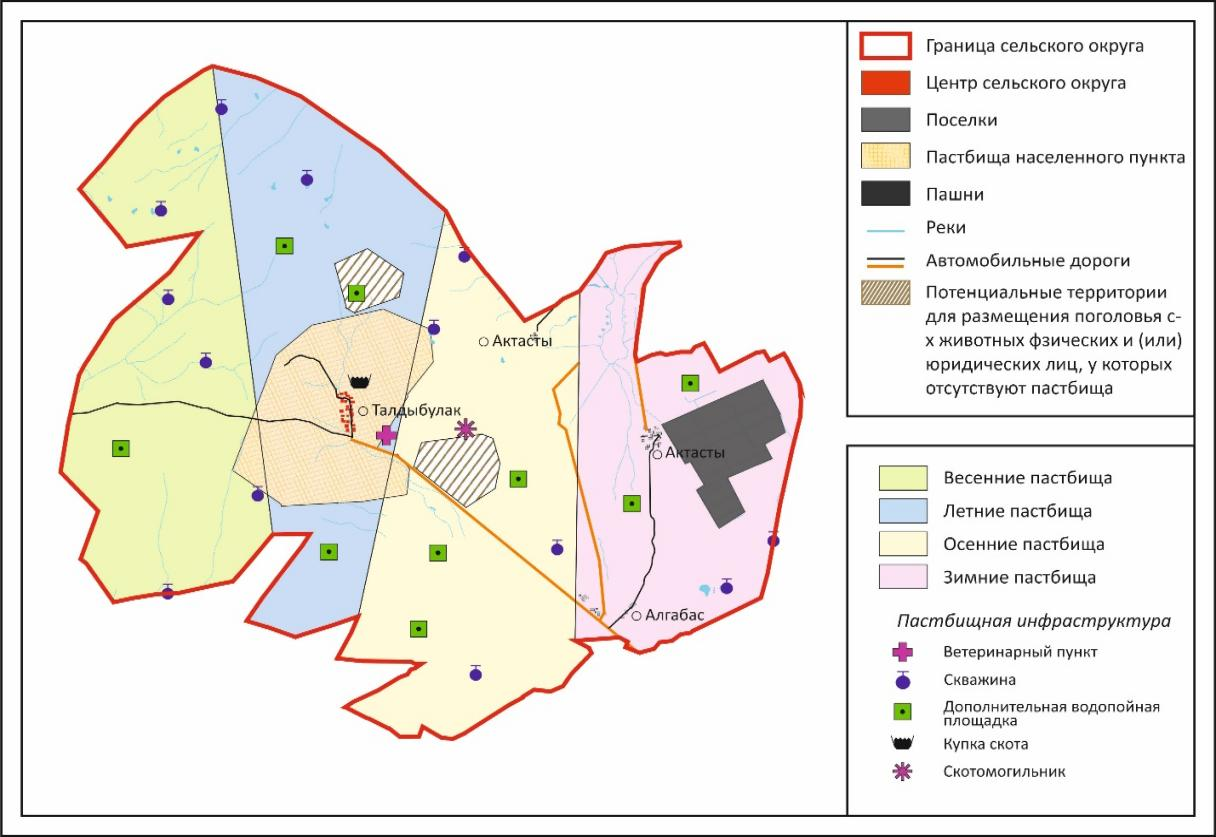 Граница сельского округа
Центр сельского округа
Поселки
Пастбища населенного пункта
Пашни
Реки
Автомобильные дороги
Потенциальные территории
для размещения поголовья с-
х животных фзических и (или)
юридических лиц, у которых
отсутствуют пастбища
Актасты
Талдыбулак
Актасты
Алгабас
Весенние пастбища
Летние пастбища
Осенние пастбища
Зимние пастбища
Пастбищная инфраструктура
Ветеринарный пункт
Скважина
Дополнительная водопойная
площадка
Купка скота
Скотомогильник